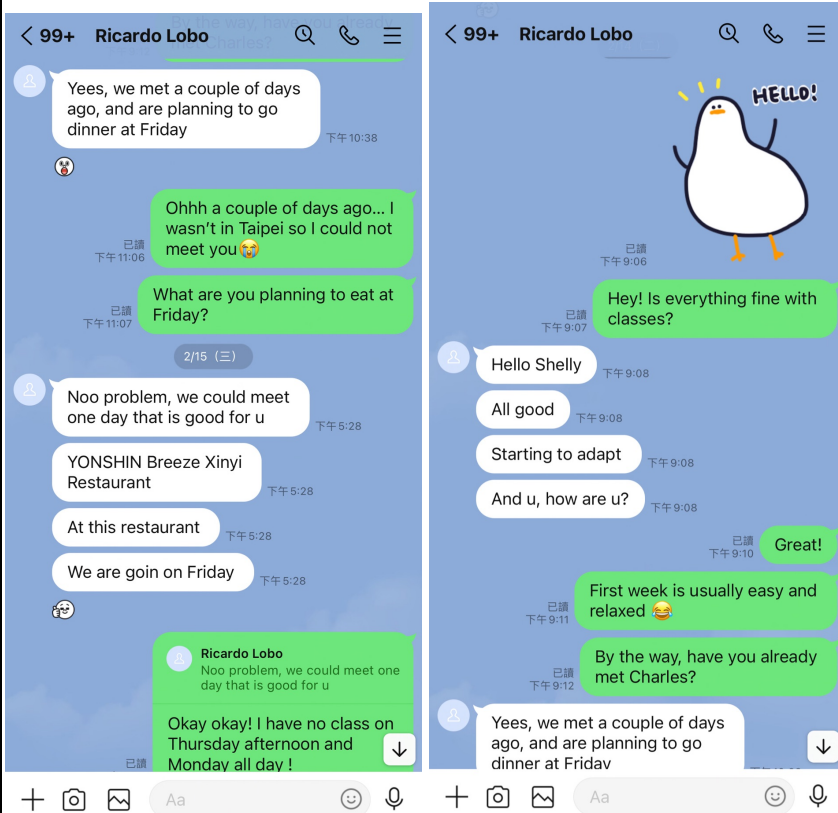 By the way, have you already
met Charles?
99+ Ricardo Lobo
Yees, we met a couple of days
ago, and are planning to go
dinner at Friday
下午10:38
Ohhh a couple of days ago... I
wasn't in Taipei so I could not
meet you😭
已讀
下午11:06
What are you planning to eat at
Friday?
已讀
下午11:07
2/15（三）
Noo problem, we could meet
one day that is good for u
下午5:28
YONSHIN Breeze Xinyi
Restaurant
下午5:28
At this restaurant
下午5:28
We are goin on Friday
下午5:28
Ricardo Lobo
Noo problem, we could meet one
day that is good for u
Okay okay! I have no class on
Thursday afternoon and
Monday all day !
已讀
Aa
99+ Ricardo Lobo
HELLO!
已讀
下午9:06
Hey! Is everything fine with
classes?
已讀
下午9:07
Hello Shelly
下午9:08
All good
下午9:08
Starting to adapt
下午9:08
And u, how are u?
下午9:08
Great!
已讀
下午9:10
First week is usually easy and
relaxed 😂
已讀
下午9:11
By the way, have you already
met Charles?
已讀
下午9:12
Yees, we met a couple of days
ago, and are planning to go
dinner at Friday
Aa